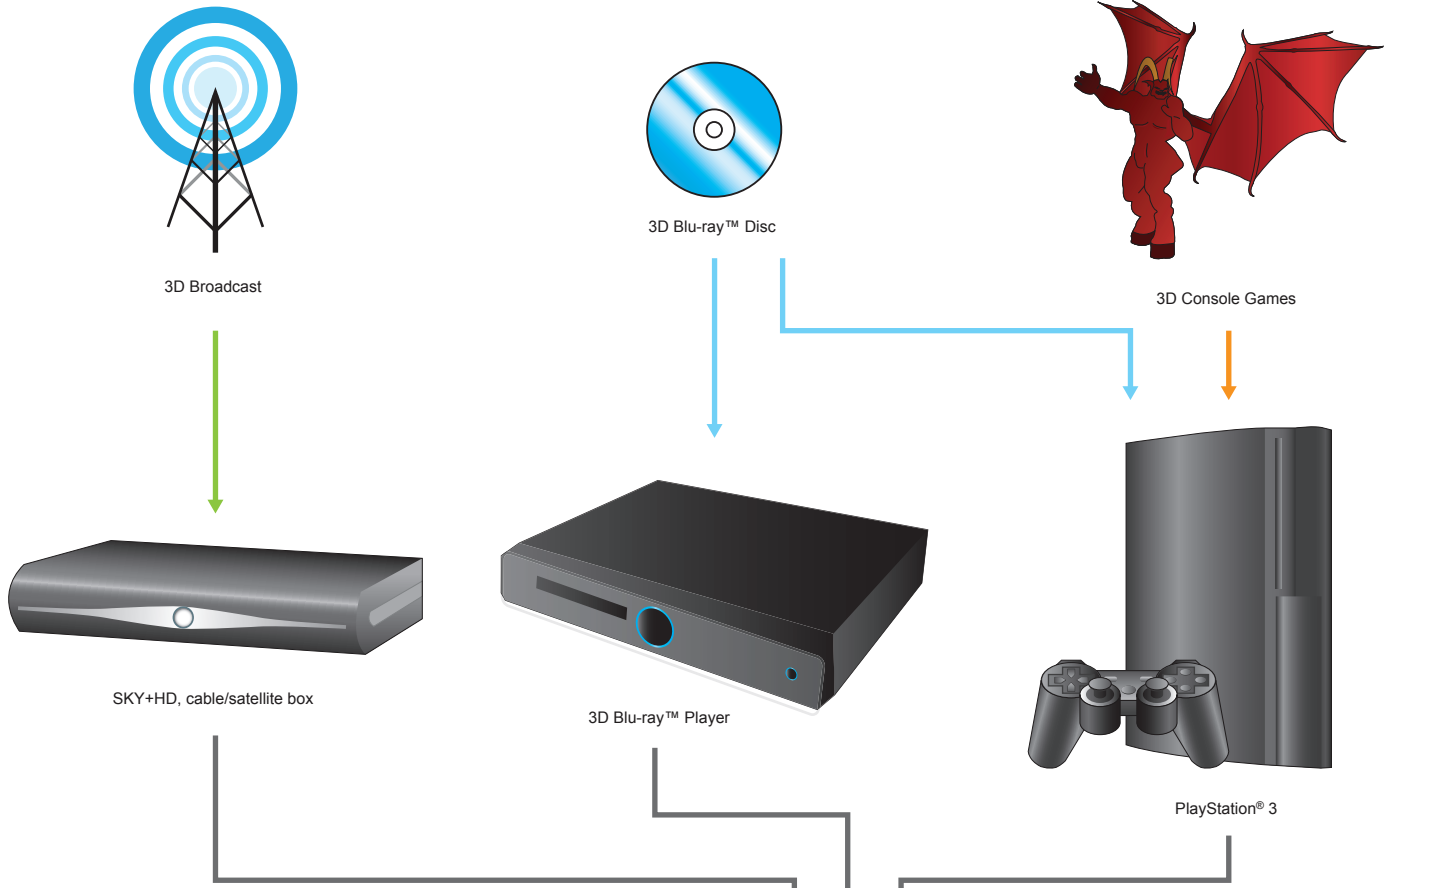 3D Blu-ray™ Disc
3D Broadcast
3D Console Games
SKY+HD, cable/satellite box
3D Blu-ray™ Player
PlayStation® 3